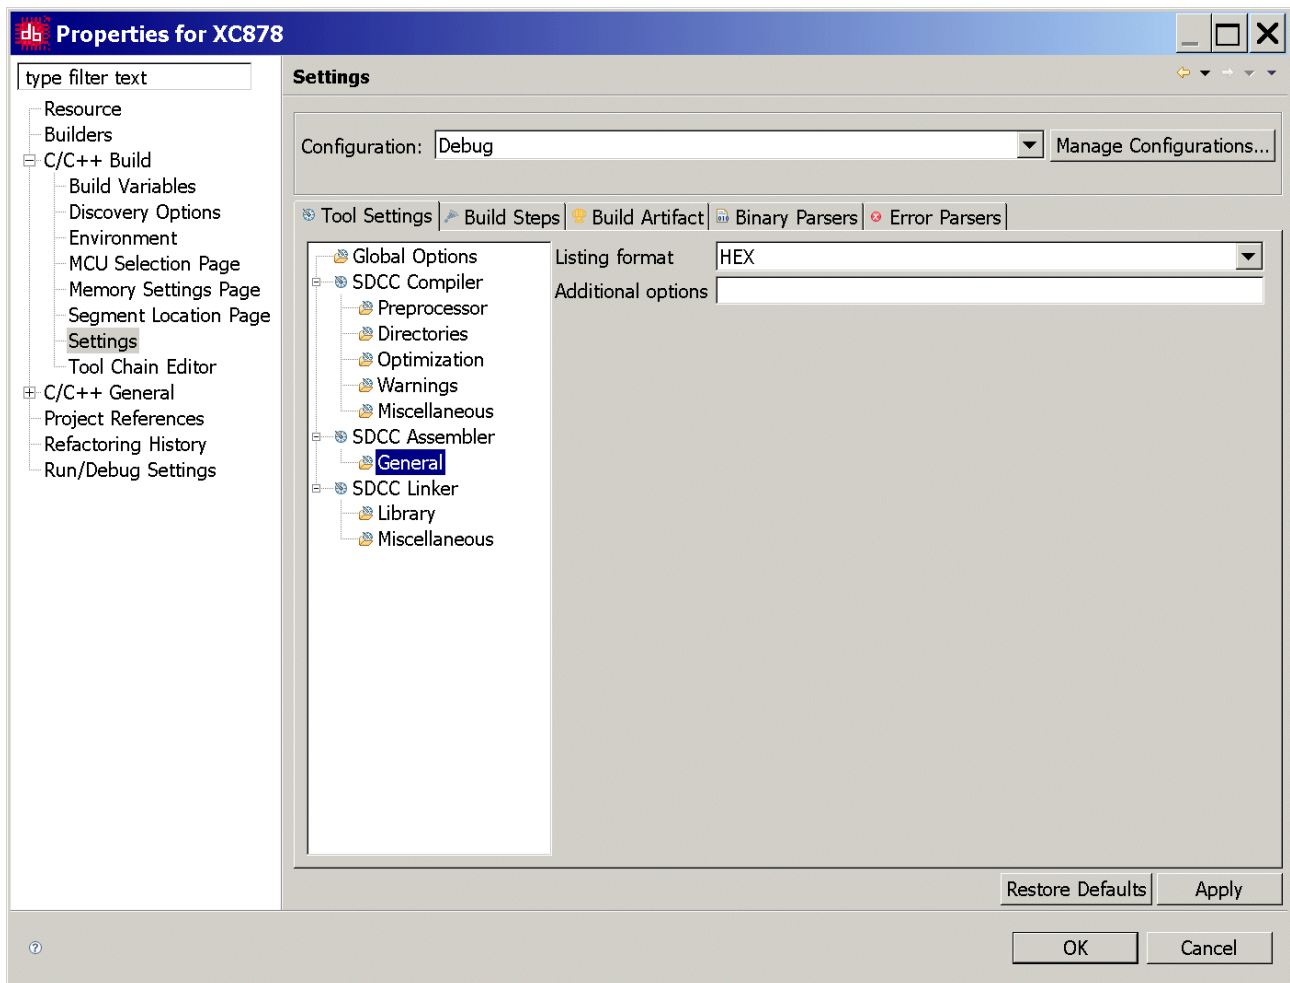 Properties for XC878
type filter text
Resource
Builders
C/C++ Build
Build Variables
Discovery Options
Environment
MCU Selection Page
Memory Settings Page
Segment Location Page
Settings
Tool Chain Editor
C/C++ General
Project References
Refactoring History
Run/Debug Settings
Settings
Configuration: Debug Manage Configurations...
Tool Settings Build Steps Build Artifact Binary Parsers Error Parsers
Global Options
SDCC Compiler
Preprocessor
Directories
Optimization
Warnings
Miscellaneous
SDCC Assembler
General
SDCC Linker
Library
Miscellaneous
Listing format HEX
Additional options
Restore Defaults Apply
OK Cancel